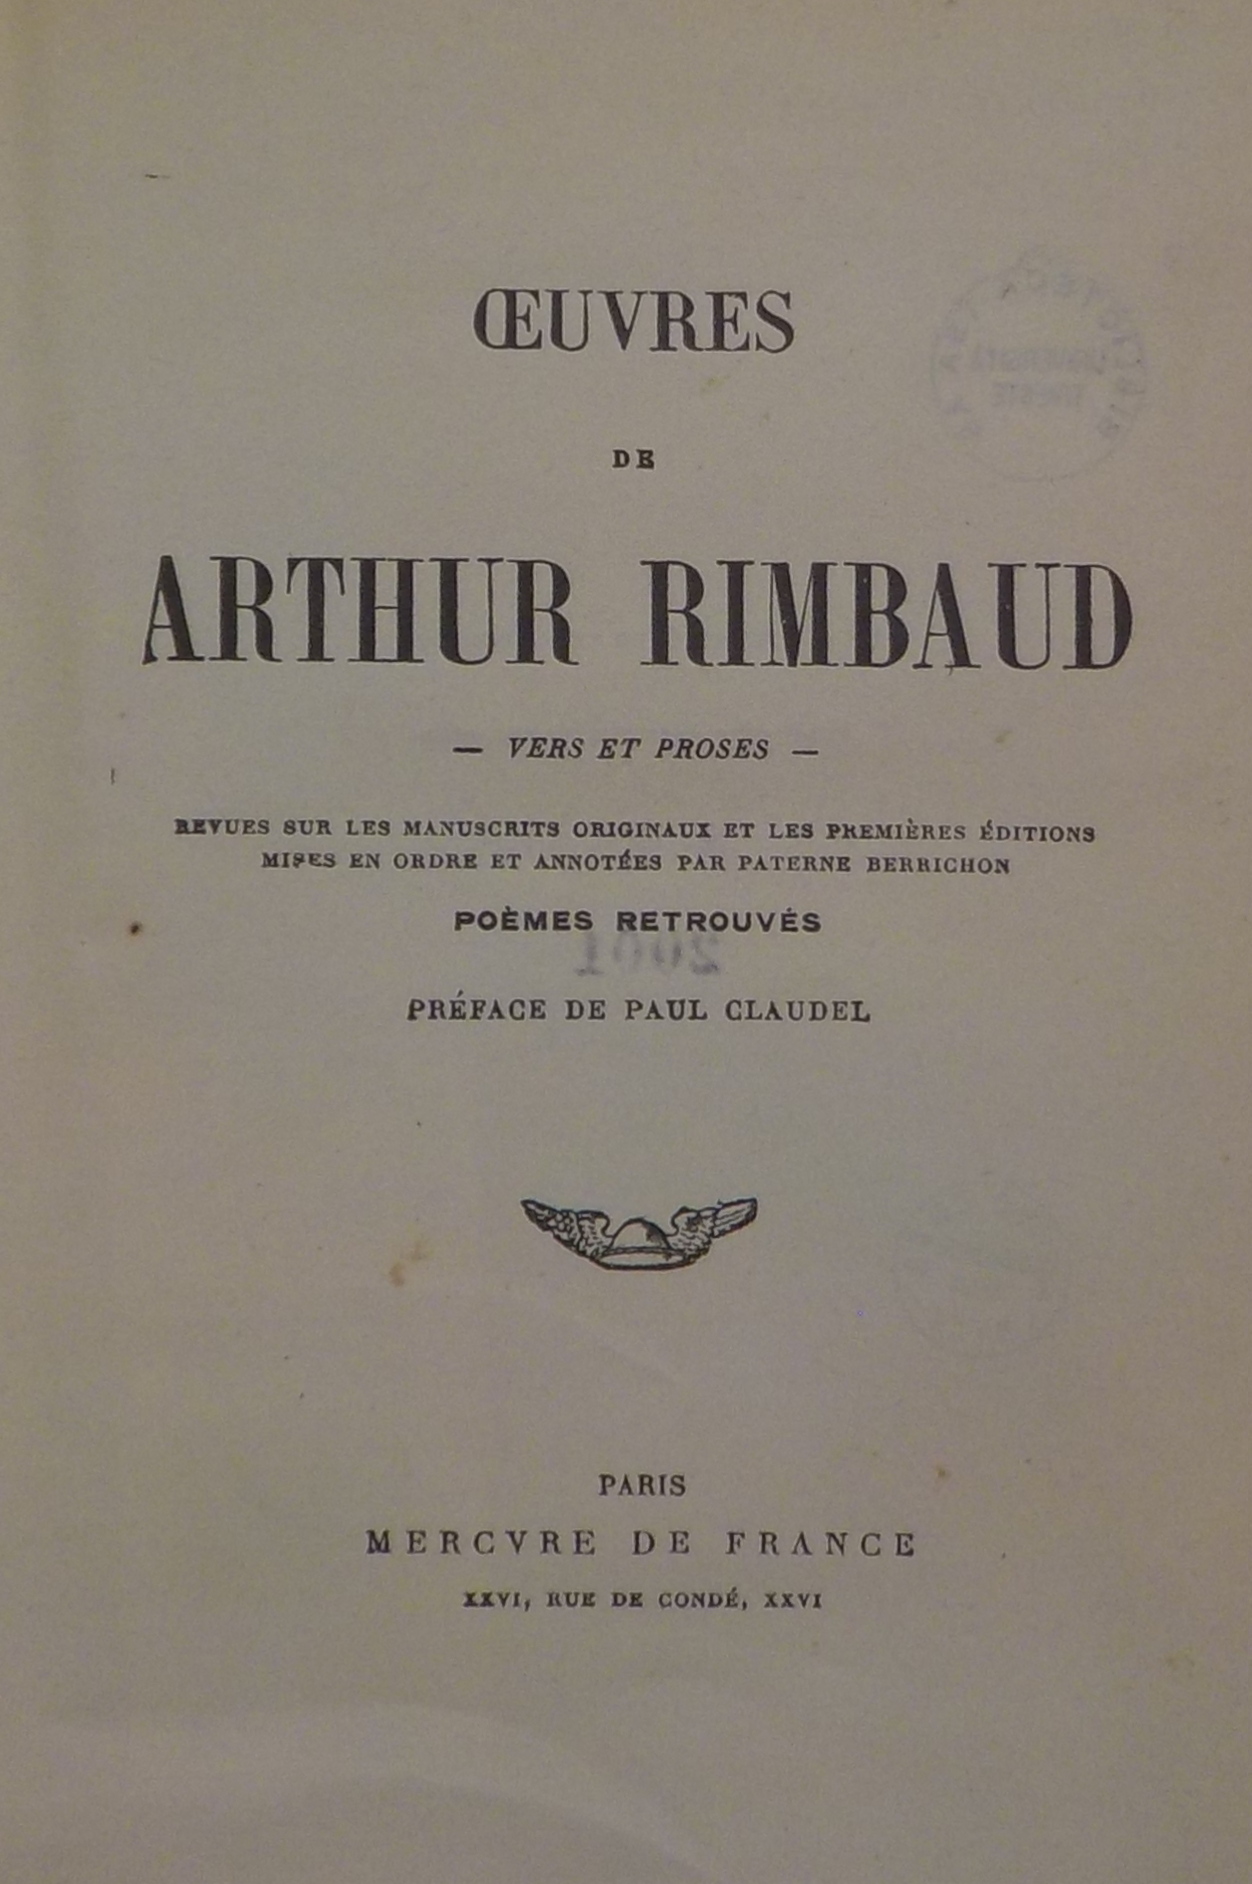 ŒUVRES
DE
ARTHUR RIMBAUD
— VERS ET PROSES —
REVUES SUR LES MANUSCRITS ORIGINAUX ET LES PREMIÈRES ÉDITIONS
MISES EN ORDRE ET ANNOTÉES PAR PATERNE BERRICHON
POÈMES RETROUVÉS
2001
PRÉFACE DE PAUL CLAUDEL
PARIS
MERCVRE DE FRANCE
XXVI, RUE DE CONDÉ, XXVI